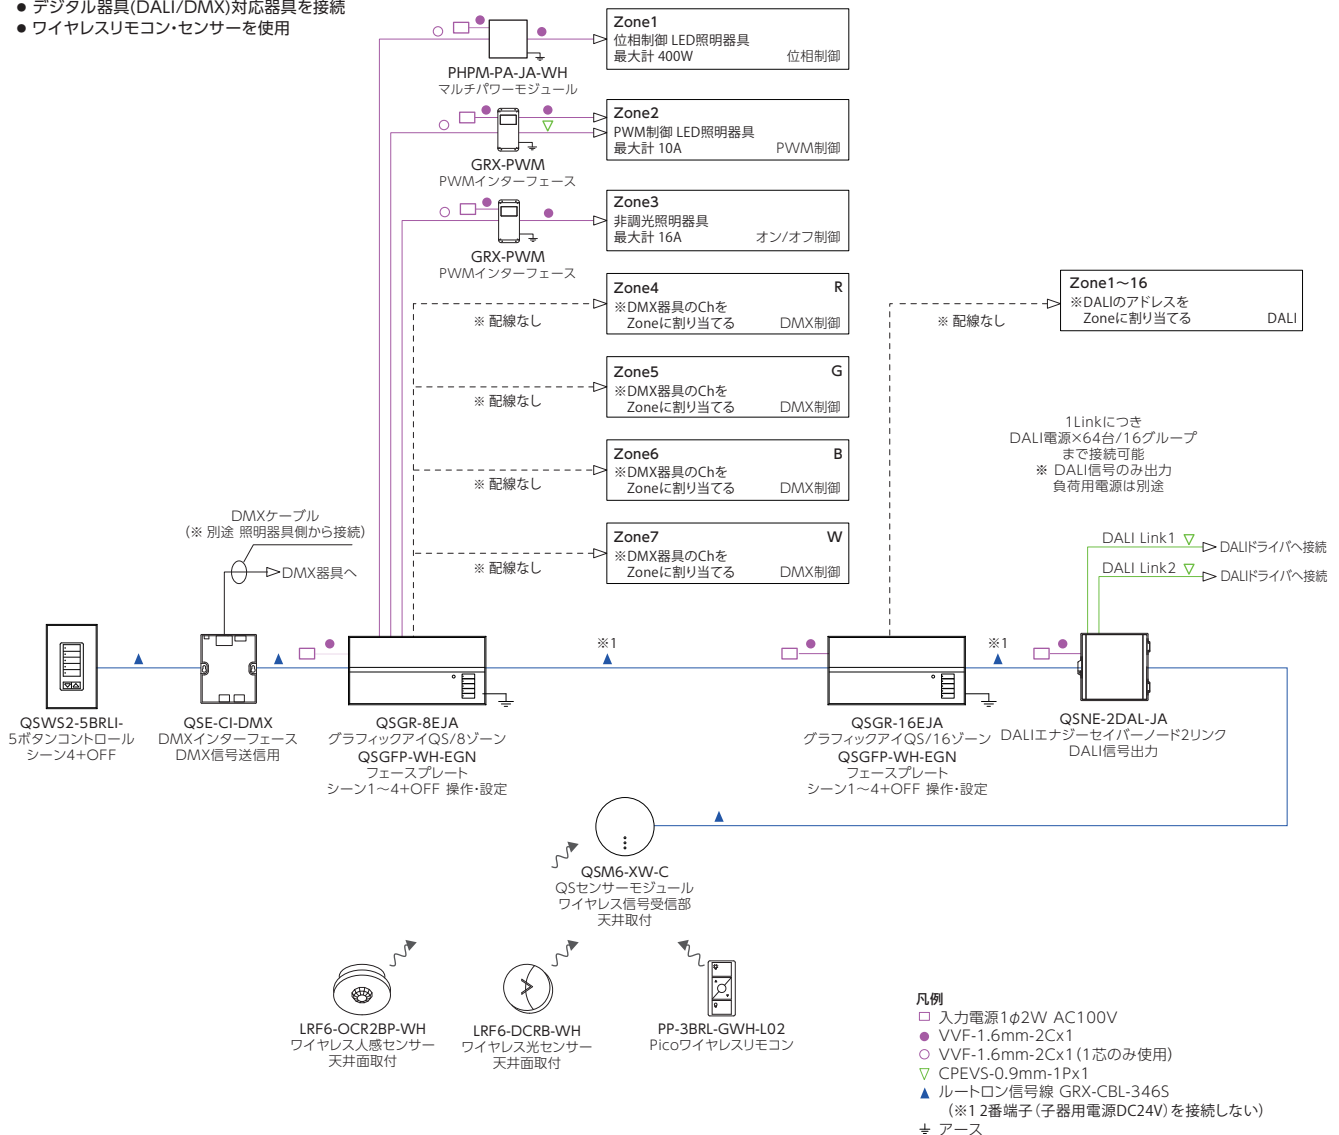 ● デジタル器具(DALI/DMX)対応器具を接続
● ワイヤレスリモコン・センサーを使用
PHPM-PA-JA-WH
マルチパワーモジュール
Zone1
位相制御 LED照明器具
最大計 400W
位相制御
GRX-PWM
PWMインターフェース
Zone2
PWM制御 LED照明器具
最大計 10A
PWM制御
GRX-PWM
PWMインターフェース
Zone3
非調光照明器具
最大計 16A
オン/オフ制御
※ 配線なし
Zone4
R
※DMX器具のChを
Zoneに割り当てる
DMX制御
※ 配線なし
Zone5
G
※DMX器具のChを
Zoneに割り当てる
DMX制御
※ 配線なし
Zone6
B
※DMX器具のChを
Zoneに割り当てる
DMX制御
※ 配線なし
Zone7
W
※DMX器具のChを
Zoneに割り当てる
DMX制御
※ 配線なし
Zone1~16
※DALIのアドレスを
Zoneに割り当てる
DALI
1Linkにつき
DALI電源×64台/16グループ
まで接続可能
※ DALI信号のみ出力
負荷用電源は別途
DMXケーブル
(※ 別途 照明器具側から接続)
DMX器具へ
DALI Link1
DALIドライバへ接続
DALI Link2
DALIドライバへ接続
※1
※1
QSWS2-5BRLI-
5ボタンコントロール
シーン4+OFF
QSE-CI-DMX
DMXインターフェース
DMX信号送信用
QSGR-8EJA
グラフィックアイQS/8ゾーン
QSGFP-WH-EGN
フェースプレート
シーン1~4+OFF 操作・設定
QSGR-16EJA
グラフィックアイQS/16ゾーン
QSGFP-WH-EGN
フェースプレート
シーン1~4+OFF 操作・設定
QSNE-2DAL-JA
DALIエナジーセイバーノード2リンク
DALI信号出力
QSM6-XW-C
QSセンサーモジュール
ワイヤレス信号受信部
天井取付
LRF6-OCR2BP-WH
ワイヤレス人感センサー
天井面取付
LRF6-DCRB-WH
ワイヤレス光センサー
天井面取付
PP-3BRL-GWH-L02
Picoワイヤレスリモコン
凡例
入力電源1φ2W AC100V
VVF-1.6mm-2Cx1
VVF-1.6mm-2Cx1(1芯のみ使用)
CPEVS-0.9mm-1Px1
ルートロン信号線 GRX-CBL-346S
(※1 2番端子(子器用電源DC24V)を接続しない)
アース